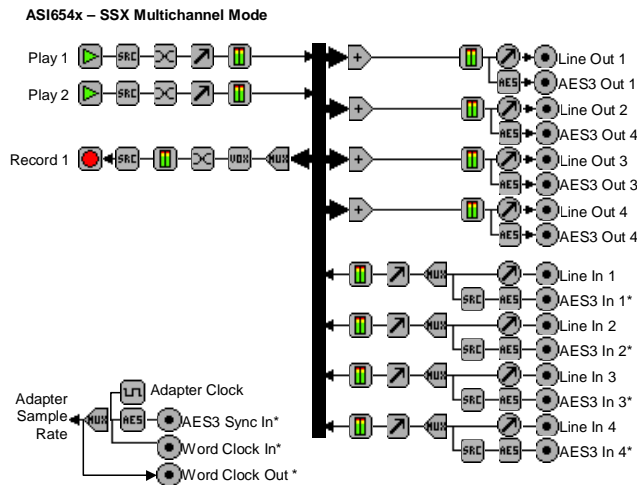 ASI654x – SSX Multichannel Mode
Play 1 SRC
Play 2 SRC
Record 1 SRC VOX MUX
+ Line Out 1
AES AES3 Out 1
+ Line Out 2
AES AES3 Out 4
+ Line Out 3
AES AES3 Out 3
+ Line Out 4
AES AES3 Out 4
MUX Line In 1
SRC AES AES3 In 1*
MUX Line In 2
SRC AES AES3 In 2*
MUX Line In 3
SRC AES AES3 In 3*
MUX Line In 4
SRC AES AES3 In 4*
Adapter Sample Rate
MUX
Adapter Clock
AES AES3 Sync In*
Word Clock In*
Word Clock Out *